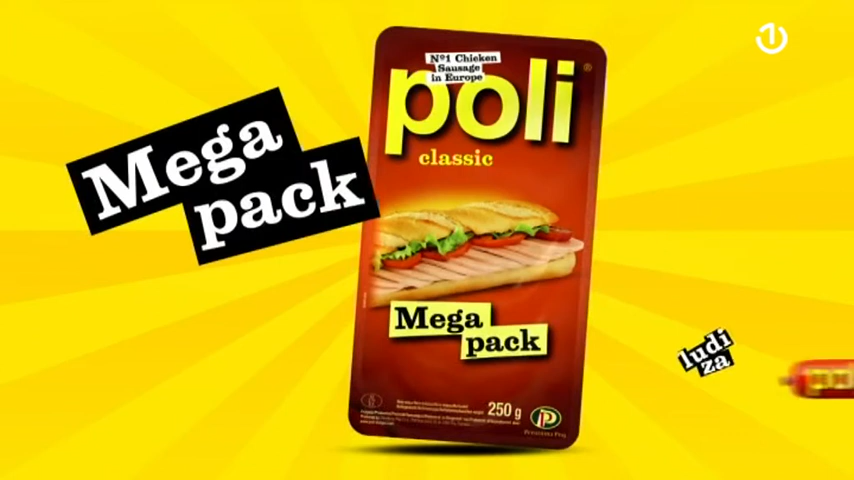 Mega
pack
Nº1 Chicken
Sausage
in Europe
poli
classic
Mega
pack
250 g
ludi
za